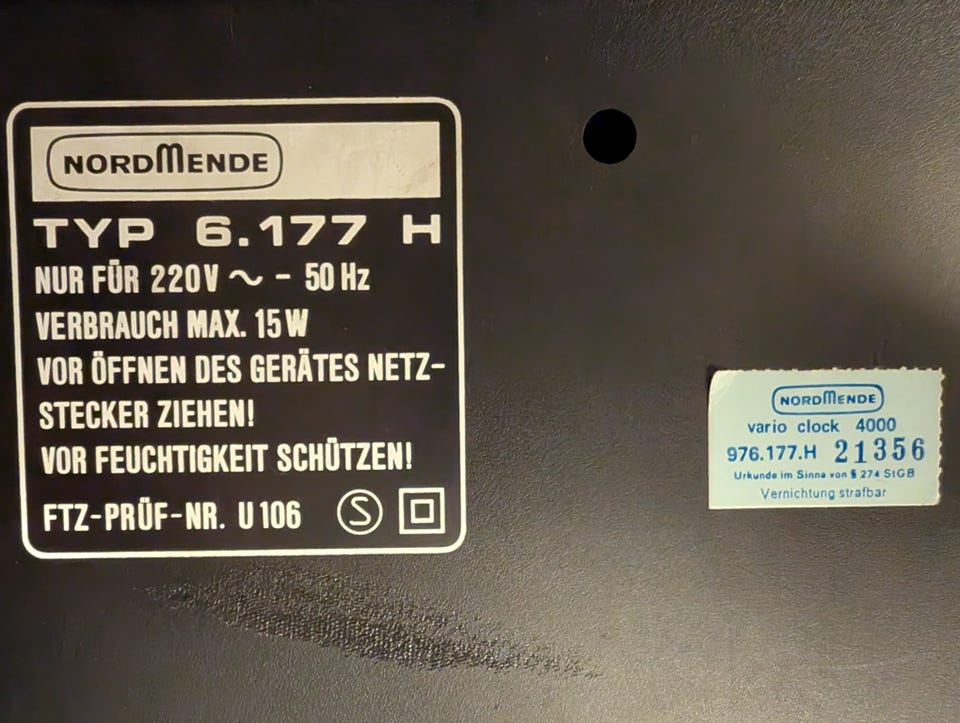 NORDMENDE
TYP 6.177 H
NUR FÜR 220V ~ - 50 Hz
VERBRAUCH MAX. 15 W
VOR ÖFFNEN DES GERÄTES NETZ-
STECKER ZIEHEN!
VOR FEUCHTIGKEIT SCHÜTZEN!
FTZ-PRÜF-NR. U 106 S
NORDMENDE
vario clock 4000
976.177.H 21356
Urkunde im Sinne von § 274 StGB
Vernichtung strafbar